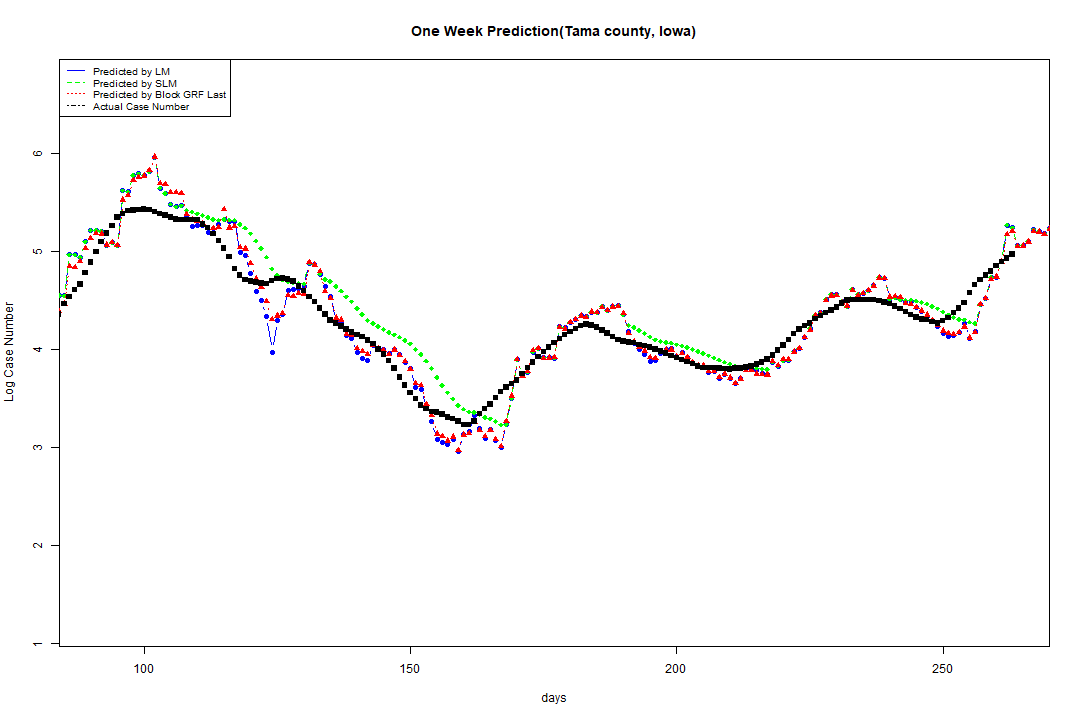 One Week Prediction(Tama county, Iowa)
Predicted by LM
Predicted by SLM
Predicted by Block GRF Last
Actual Case Number
6
5
4
3
2
1
Log Case Number
100 150 200 250
days